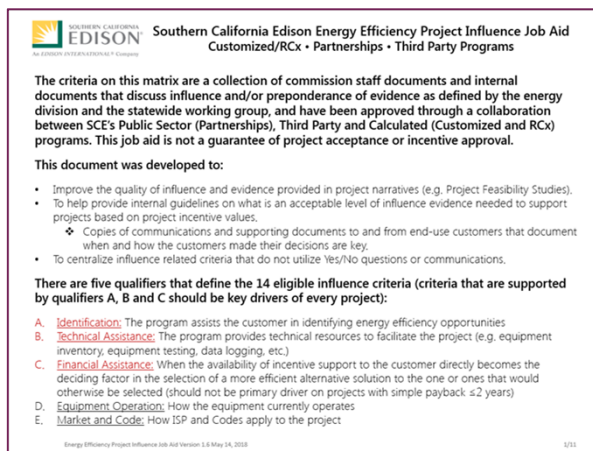 SOUTHERN CALIFORNIA
EDISON®
An EDISON INTERNATIONAL® Company
Southern California Edison Energy Efficiency Project Influence Job Aid
Customized/RCx • Partnerships • Third Party Programs
The criteria on this matrix are a collection of commission staff documents and internal
documents that discuss influence and/or preponderance of evidence as defined by the energy
division and the statewide working group, and have been approved through a collaboration
between SCE's Public Sector (Partnerships), Third Party and Calculated (Customized and RCx)
programs. This job aid is not a guarantee of project acceptance or incentive approval.
This document was developed to:
• Improve the quality of influence and evidence provided in project narratives (e.g. Project Feasibility Studies).
• To help provide internal guidelines on what is an acceptable level of influence evidence needed to support
projects based on project incentive values.
❖ Copies of communications and supporting documents to and from end-use customers that document
when and how the customers made their decisions are key.
• To centralize influence related criteria that do not utilize Yes/No questions or communications.
There are five qualifiers that define the 14 eligible influence criteria (criteria that are supported
by qualifiers A, B and C should be key drivers of every project):
A. Identification: The program assists the customer in identifying energy efficiency opportunities
B. Technical Assistance: The program provides technical resources to facilitate the project (e.g. equipment
inventory, equipment testing, data logging, etc.)
C. Financial Assistance: When the availability of incentive support to the customer directly becomes the
deciding factor in the selection of a more efficient alternative solution to the one or ones that would
otherwise be selected (should not be primary driver on projects with simple payback ≤2 years)
D. Equipment Operation: How the equipment currently operates
E. Market and Code: How ISP and Codes apply to the project
Energy Efficiency Project Influence Job Aid Version 1.6 May 14, 2018
1/11